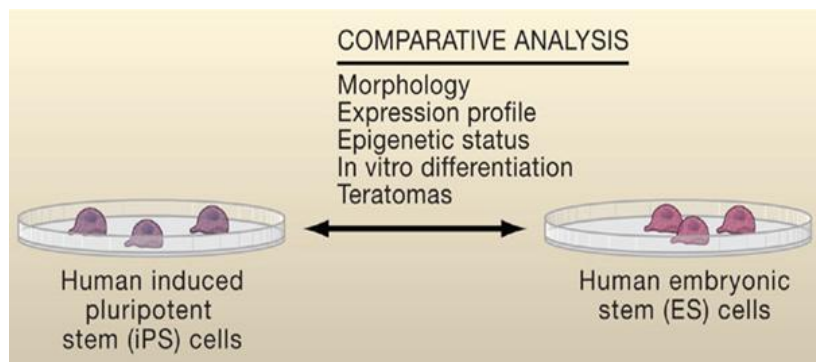 COMPARATIVE ANALYSIS
Morphology
Expression profile
Epigenetic status
In vitro differentiation
Teratomas
Human induced
pluripotent
stem (iPS) cells
Human embryonic
stem (ES) cells